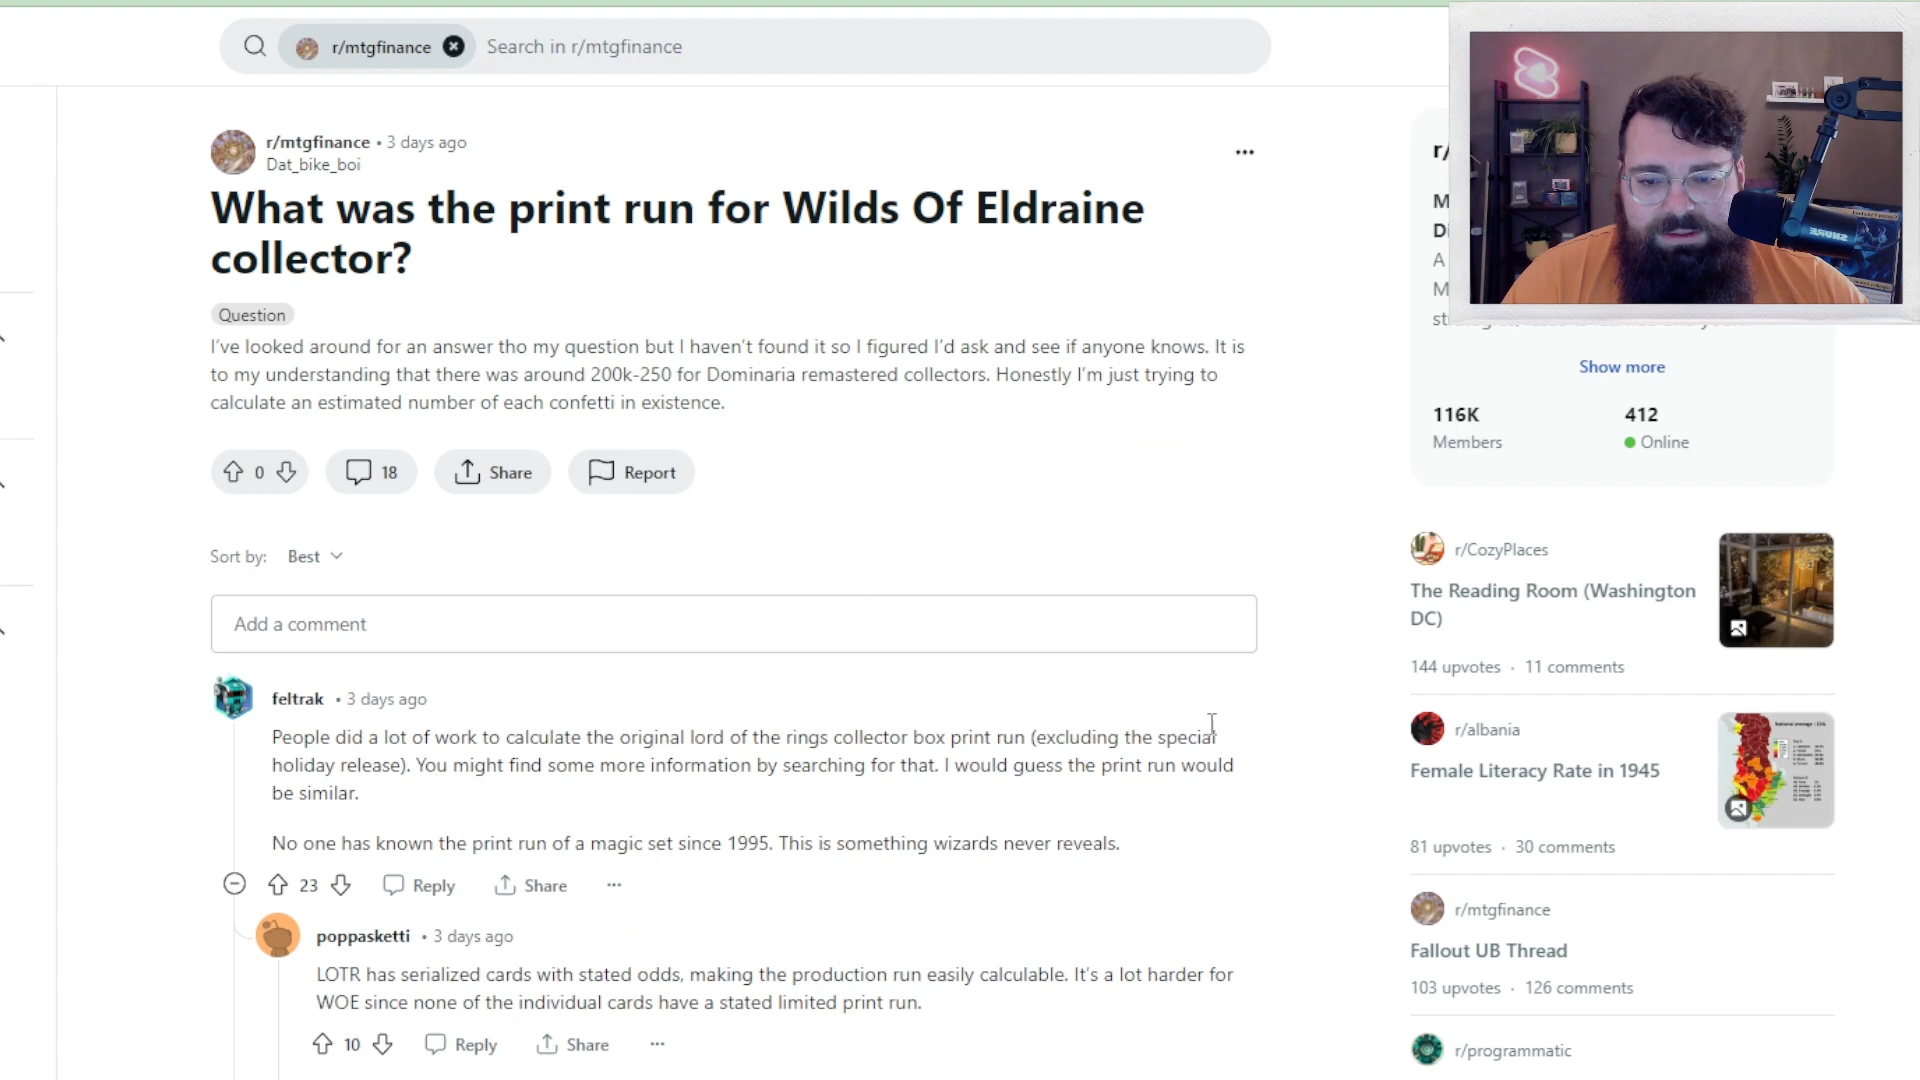 r/mtgfinance
Search in r/mtgfinance
r/mtgfinance • 3 days ago
Dat_bike_boi
What was the print run for Wilds Of Eldraine
collector?
Question
I've looked around for an answer tho my question but I haven't found it so I figured I'd ask and see if anyone knows. It is
to my understanding that there was around 200k-250 for Dominaria remastered collectors. Honestly I'm just trying to
calculate an estimated number of each confetti in existence.
0
18
Share
Report
Sort by: Best
Add a comment
feltrak • 3 days ago
People did a lot of work to calculate the original lord of the rings collector box print run (excluding the special
holiday release). You might find some more information by searching for that. I would guess the print run would
be similar.
No one has known the print run of a magic set since 1995. This is something wizards never reveals.
23
Reply
Share
poppasketti • 3 days ago
LOTR has serialized cards with stated odds, making the production run easily calculable. It's a lot harder for
WOE since none of the individual cards have a stated limited print run.
10
Reply
Share
r/
M
Di
A
M
SHURE
Show more
116K
412
Members
Online
r/CozyPlaces
The Reading Room (Washington
DC)
144 upvotes · 11 comments
r/albania
Female Literacy Rate in 1945
81 upvotes · 30 comments
r/mtgfinance
Fallout UB Thread
103 upvotes · 126 comments
r/programmatic